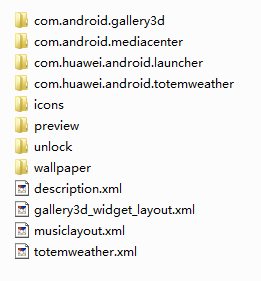 com.android.gallery3d
com.android.mediacenter
com.huawei.android.launcher
com.huawei.android.totemweather
icons
preview
unlock
wallpaper
description.xml
gallery3d_widget_layout.xml
musiclayout.xml
totemweather.xml